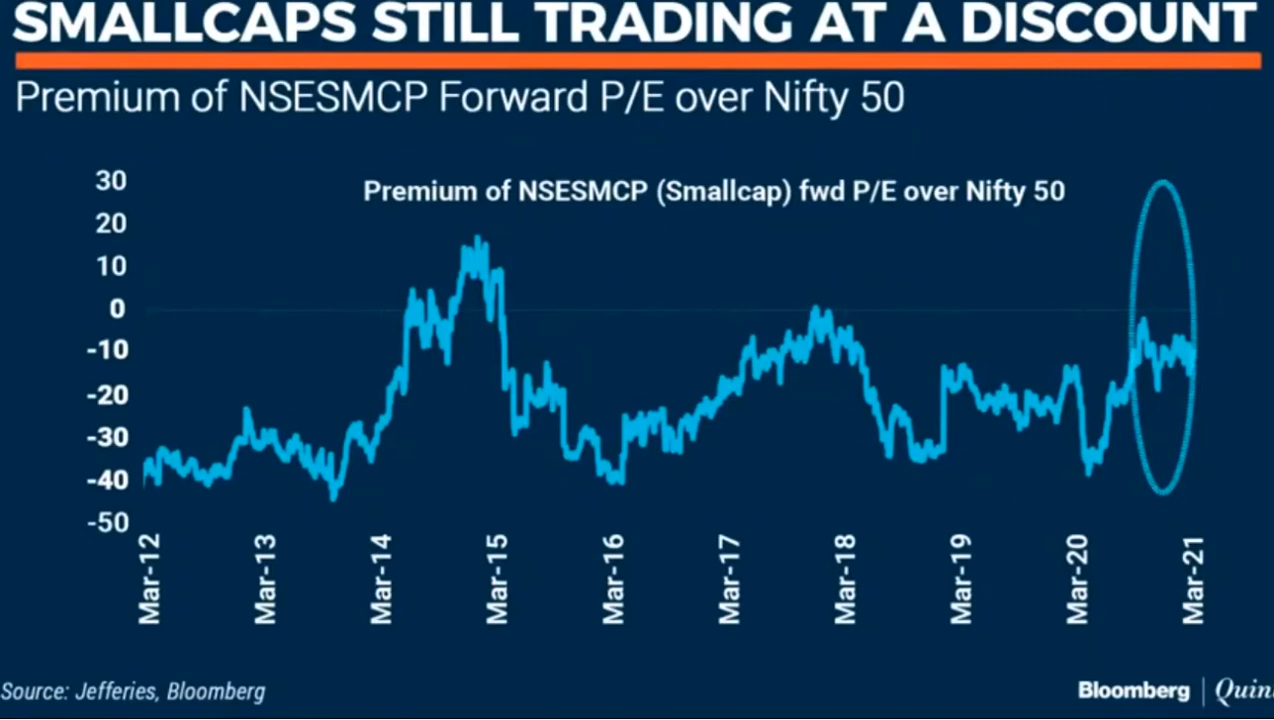 SMALLCAPS STILL TRADING AT A DISCOUNT
Premium of NSESMCP Forward P/E over Nifty 50
Premium of NSESMCP (Smallcap) fwd P/E over Nifty 50
30
20
10
0
-10
-20
-30
-40
-50
Mar-12
Mar-13
Mar-14
Mar-15
Mar-16
Mar-17
Mar-18
Mar-19
Mar-20
Mar-21
Source: Jefferies, Bloomberg
Bloomberg | Quin